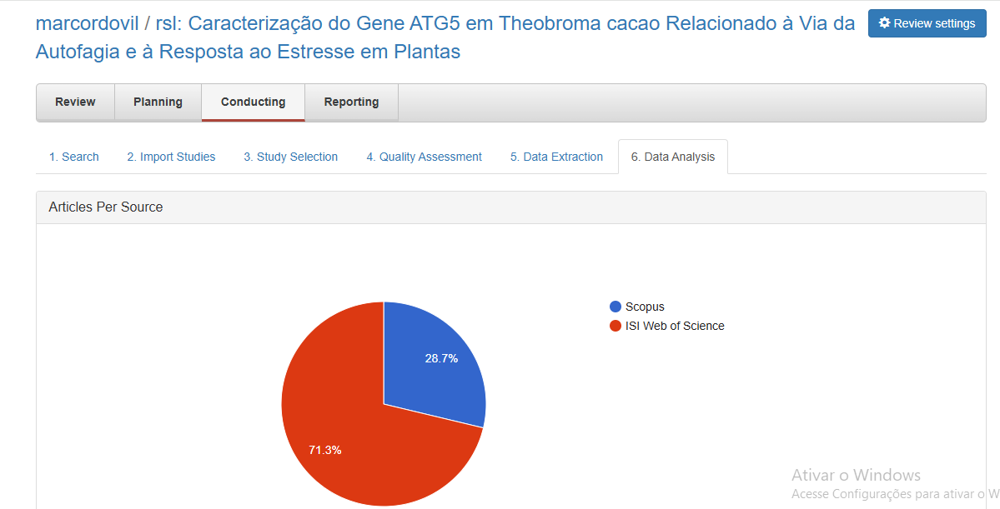 marcordovil / rsl: Caracterização do Gene ATG5 em Theobroma cacao Relacionado à Via da
Autofagia e à Resposta ao Estresse em Plantas
Review settings
Review Planning Conducting Reporting
1. Search 2. Import Studies 3. Study Selection 4. Quality Assessment 5. Data Extraction 6. Data Analysis
Articles Per Source
Scopus
ISI Web of Science
28.7%
71.3%
Ativar o Windows
Acesse Configurações para ativar o W